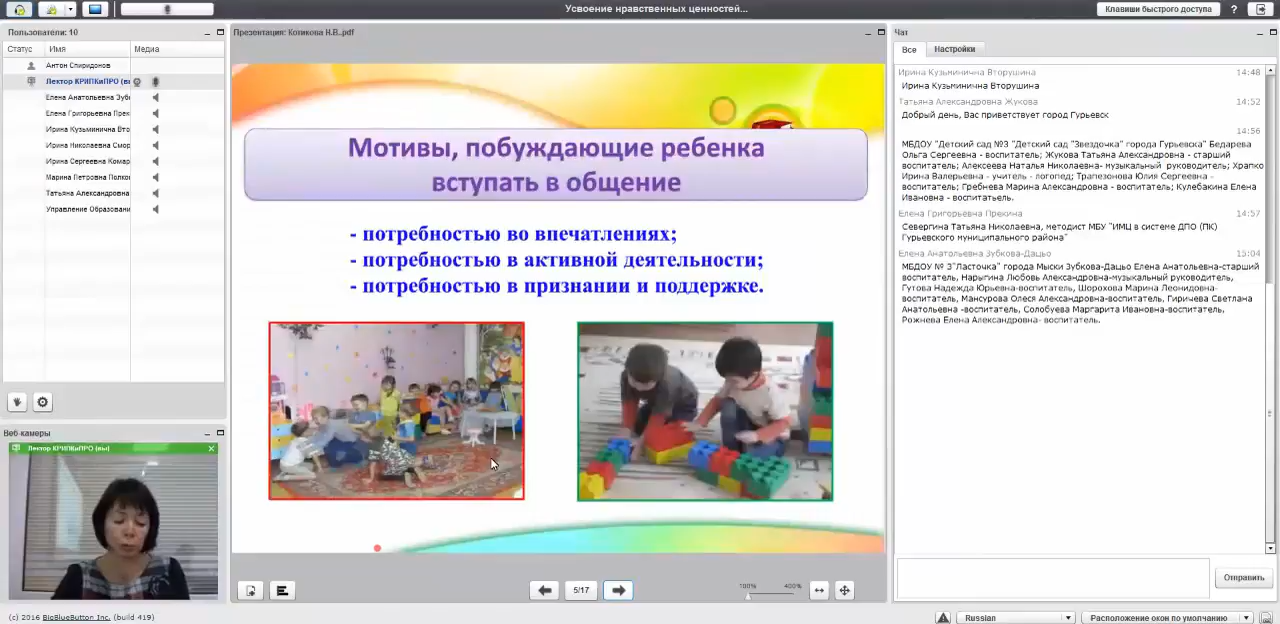 Усвоение нравственных ценностей...
Клавиши быстрого доступа
?
Пользователи: 10
Статус Имя Медиа
Антон Спиридонов
Лектор КРИПКиПРО (вы
Елена Анатольевна Зубк
Елена Григорьевна Прек
Ирина Кузьминична Вто
Ирина Николаевна Смор
Ирина Сергеевна Комар
Марина Петровна Полко
Татьяна Александровна
Управление Образовани
Веб-камеры
Лектор КРИПКиПРО (вы)
Презентация: Котикова Н.В..pdf
Мотивы, побуждающие ребенка
вступать в общение
- потребностью во впечатлениях;
- потребностью в активной деятельности;
- потребностью в признании и поддержке.
5/17
100% 400%
Чат
Все Настройки
Ирина Кузьминична Вторушина 14:48
Ирина Кузьминична Вторушина
Татьяна Александровна Жукова 14:52
Добрый день, Вас приветствует город Гурьевск
14:56
МБДОУ "Детский сад №3 "Детский сад "Звездочка" города Гурьевска" Бедарева
Ольга Сергеевна - воспитатель; Жукова Татьяна Александровна - старший
воспитатель; Алексеева Наталья Николаевна- музыкальный руководитель; Храпко
Ирина Валерьевна - учитель - логопед; Трапезонова Юлия Сергеевна -
воспитатель; Гребнева Марина Александровна - воспитатель; Кулебакина Елена
Ивановна - воспитатьель.
Елена Григорьевна Прекина 14:57
Севергина Татьяна Николаевна, методист МБУ "ИМЦ в системе ДПО (ПК)
Гурьевского муниципального района"
Елена Анатольевна Зубкова-Дацьо 15:04
МБДОУ № 3"Ласточка" города Мыски Зубкова-Дацьо Елена Анатольевна-старший
воспитатель, Нарыгина Любовь Александровна-музыкальный руководитель,
Гутова Надежда Юрьевна-воспитатель, Шорохова Марина Леонидовна-
воспитатель, Мансурова Олеся Александровна-воспитатель, Гиричева Светлана
Анатольевна -воспитатель, Солобуева Маргарита Ивановна-воспитатель,
Рожнева Елена Александровна- воспитатель.
Отправить
(c) 2016 BigBlueButton Inc. (build 419)
Russian
Расположение окон по умолчанию